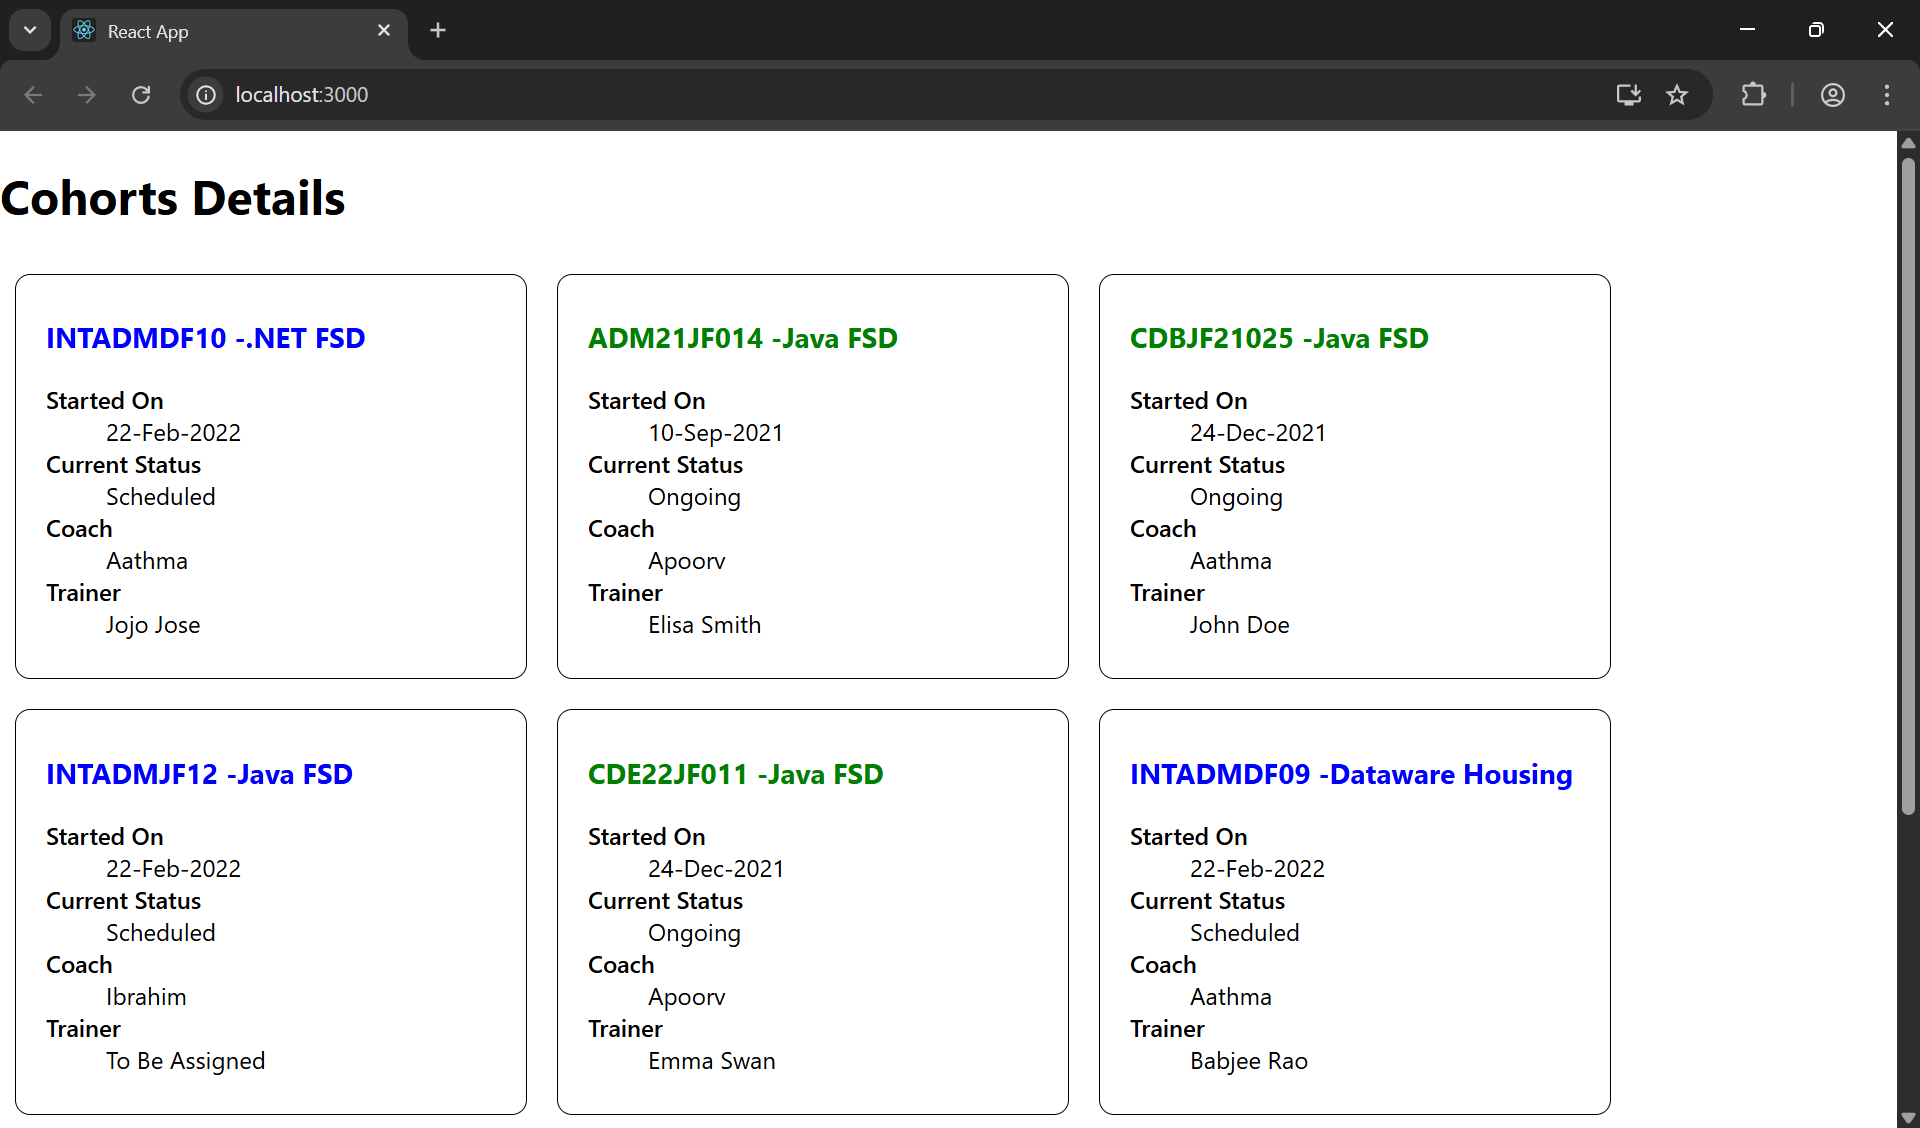 React App
localhost:3000
Cohorts Details
INTADMDF10 -.NET FSD
Started On
22-Feb-2022
Current Status
Scheduled
Coach
Aathma
Trainer
Jojo Jose
ADM21JF014 -Java FSD
Started On
10-Sep-2021
Current Status
Ongoing
Coach
Apoorv
Trainer
Elisa Smith
CDBJF21025 -Java FSD
Started On
24-Dec-2021
Current Status
Ongoing
Coach
Aathma
Trainer
John Doe
INTADMJF12 -Java FSD
Started On
22-Feb-2022
Current Status
Scheduled
Coach
Ibrahim
Trainer
To Be Assigned
CDE22JF011 -Java FSD
Started On
24-Dec-2021
Current Status
Ongoing
Coach
Apoorv
Trainer
Emma Swan
INTADMDF09 -Dataware Housing
Started On
22-Feb-2022
Current Status
Scheduled
Coach
Aathma
Trainer
Babjee Rao